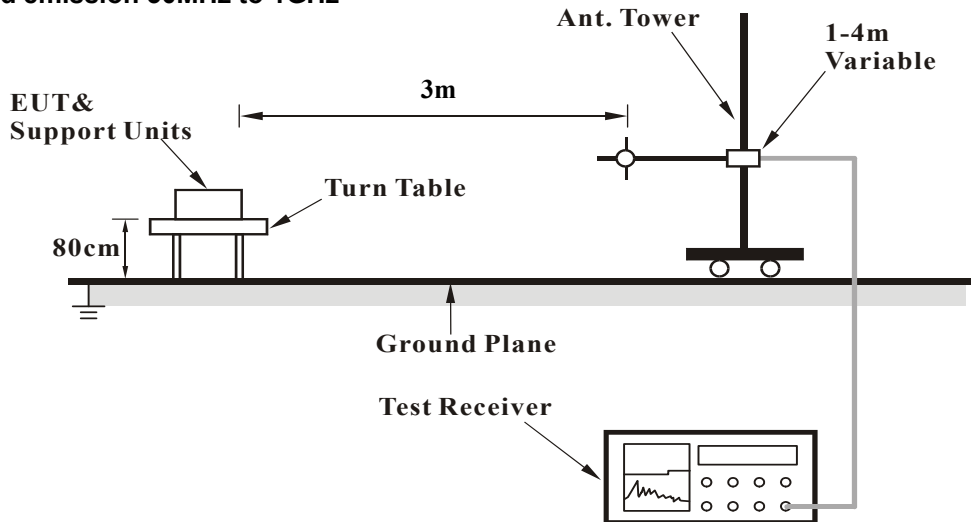 Ant. Tower
1-4m
Variable
3m
EUT&
Support Units
Turn Table
80cm
Ground Plane
Test Receiver